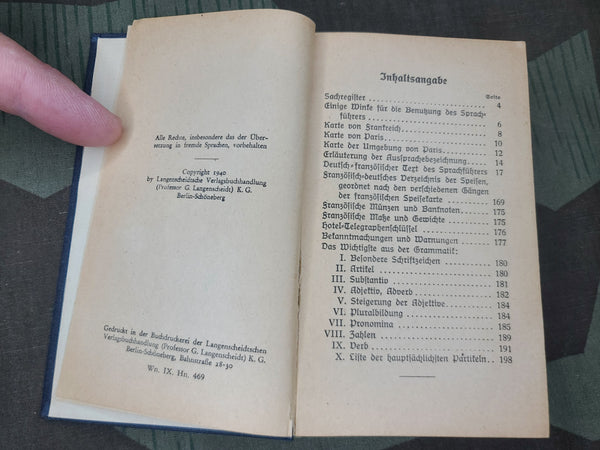 Alle Rechte, insbesondere das der Über-
setzung in fremde Sprachen, vorbehalten
Copyright 1940
by Langenscheidtsche Verlagsbuchhandlung
(Professor G. Langenscheidt) K. G.
Berlin-Schöneberg
Gedruckt in der Buchdruckerei der Langenscheidtschen
Verlagsbuchhandlung (Professor G. Langenscheidt) K. G.
Berlin-Schöneberg, Bahnstraße 28-30
Wn. IX. Hn. 469
Inhaltsangabe
Seite
Sachregister 4
Einige Winke für die Benutzung des Sprach-
führers 6
Karte von Frankreich 8
Karte von Paris 10
Karte der Umgebung von Paris 12
Erläuterung der Aussprachebezeichnung 14
Deutsch-französischer Text des Sprachführers 17
Französisch-deutsches Verzeichnis der Speisen,
geordnet nach den verschiedenen Gängen
der französischen Speisekarte 169
Französische Münzen und Banknoten 175
Französische Maße und Gewichte 175
Hotel-Telegraphenschlüssel 176
Bekanntmachungen und Warnungen 177
Das Wichtigste aus der Grammatik:
I. Besondere Schriftzeichen 180
II. Artikel 180
III. Substantiv 181
IV. Adjektiv, Adverb 182
V. Steigerung der Adjektive 184
VI. Pluralbildung 184
VII. Pronomina 185
VIII. Zahlen 189
IX. Verb 191
X. Liste der hauptsächlichsten Partikeln 198